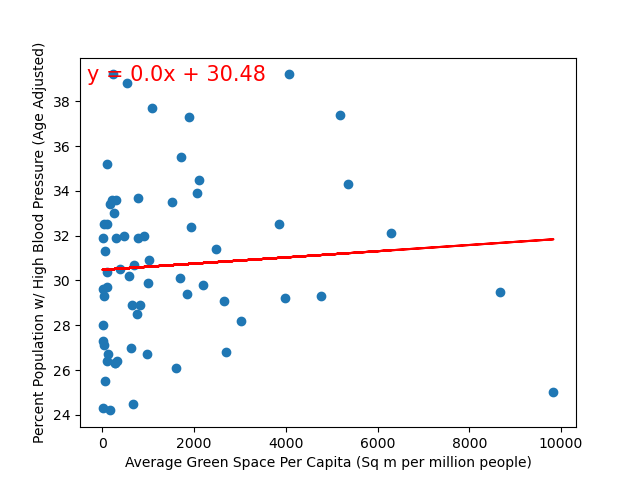 y = 0.0x + 30.48
Percent Population w/ High Blood Pressure (Age Adjusted)
38
36
34
32
30
28
26
24
0 2000 4000 6000 8000 10000
Average Green Space Per Capita (Sq m per million people)